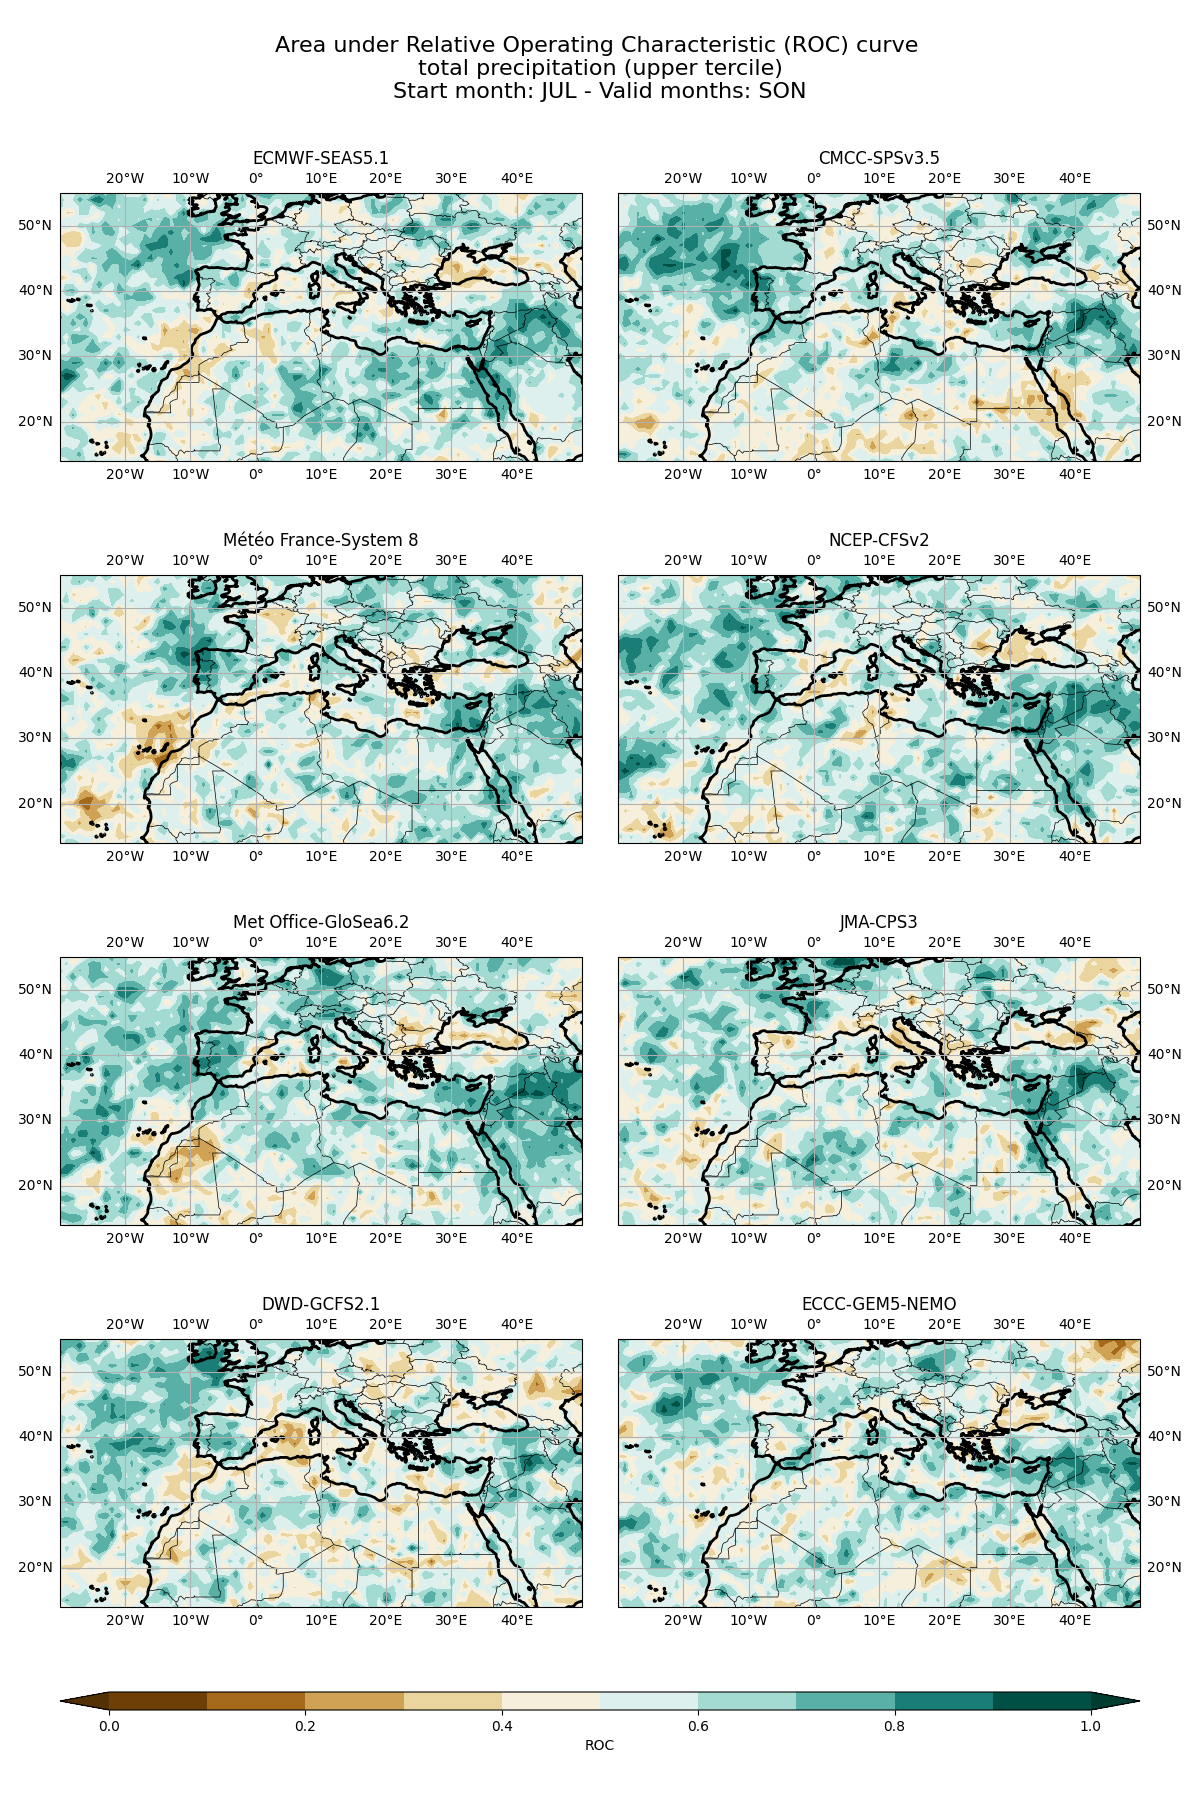 Area under Relative Operating Characteristic (ROC) curve
total precipitation (upper tercile)
Start month: JUL - Valid months: SON
ECMWF-SEAS5.1
20°W 10°W 0° 10°E 20°E 30°E 40°E
50°N
40°N
30°N
20°N
20°W 10°W 0° 10°E 20°E 30°E 40°E
CMCC-SPSv3.5
20°W 10°W 0° 10°E 20°E 30°E 40°E
50°N
40°N
30°N
20°N
20°W 10°W 0° 10°E 20°E 30°E 40°E
Météo France-System 8
20°W 10°W 0° 10°E 20°E 30°E 40°E
50°N
40°N
30°N
20°N
20°W 10°W 0° 10°E 20°E 30°E 40°E
NCEP-CFSv2
20°W 10°W 0° 10°E 20°E 30°E 40°E
50°N
40°N
30°N
20°N
20°W 10°W 0° 10°E 20°E 30°E 40°E
Met Office-GloSea6.2
20°W 10°W 0° 10°E 20°E 30°E 40°E
50°N
40°N
30°N
20°N
20°W 10°W 0° 10°E 20°E 30°E 40°E
JMA-CPS3
20°W 10°W 0° 10°E 20°E 30°E 40°E
50°N
40°N
30°N
20°N
20°W 10°W 0° 10°E 20°E 30°E 40°E
DWD-GCFS2.1
20°W 10°W 0° 10°E 20°E 30°E 40°E
50°N
40°N
30°N
20°N
20°W 10°W 0° 10°E 20°E 30°E 40°E
ECCC-GEM5-NEMO
20°W 10°W 0° 10°E 20°E 30°E 40°E
50°N
40°N
30°N
20°N
20°W 10°W 0° 10°E 20°E 30°E 40°E
0.0 0.2 0.4 0.6 0.8 1.0
ROC